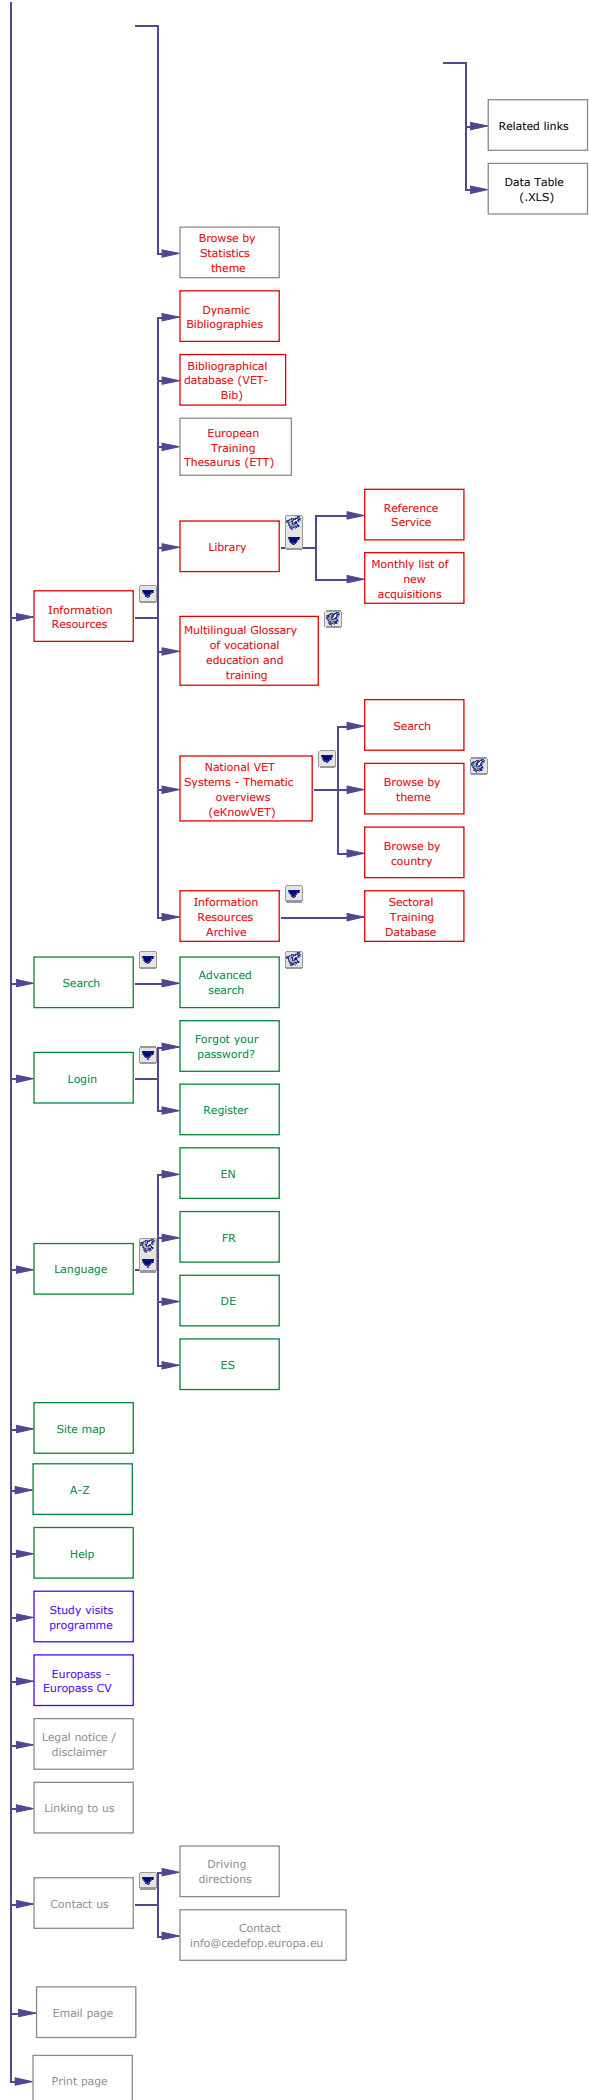 Related links
Data Table
(.XLS)
Browse by
Statistics
theme
Dynamic
Bibliographies
Bibliographical
database (VET-
Bib)
European
Training
Thesaurus (ETT)
Library
Reference
Service
Monthly list of
new
acquisitions
Information
Resources
Multilingual Glossary
of vocational
education and
training
National VET
Systems - Thematic
overviews
(eKnowVET)
Search
Browse by
theme
Browse by
country
Information
Resources
Archive
Sectoral
Training
Database
Search
Advanced
search
Login
Forgot your
password?
Register
Language
EN
FR
DE
ES
Site map
A-Z
Help
Study visits
programme
Europass -
Europass CV
Legal notice /
disclaimer
Linking to us
Contact us
Driving
directions
Contact
info@cedefop.europa.eu
Email page
Print page